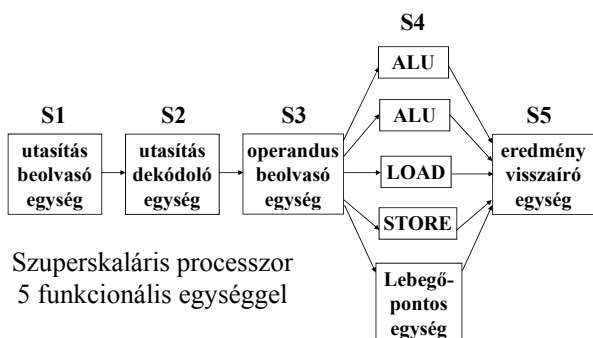 S1
utasítás
beolvasó
egység
S2
utasítás
dekódoló
egység
S3
operandus
beolvasó
egység
S4
ALU
ALU
LOAD
STORE
Lebegő-
pontos
egység
S5
eredmény
visszaíró
egység
Szuperskaláris processzor
5 funkcionális egységgel